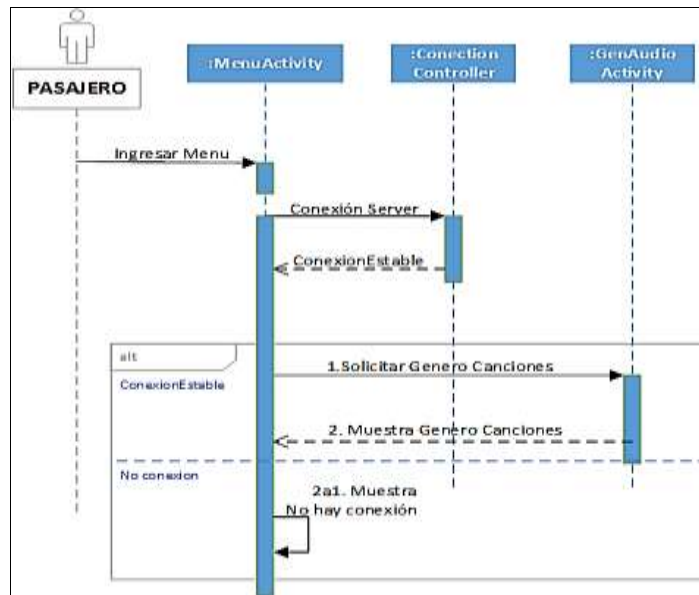 PASAJERO
:MenuActivity
:Conection
Controller
:GenAudio
Activity
Ingresar Menu
Conexión Server
ConexionEstable
alt
1.Solicitar Genero Canciones
ConexionEstable
2. Muestra Genero Canciones
No conexion
2a1. Muestra
No hay conexión